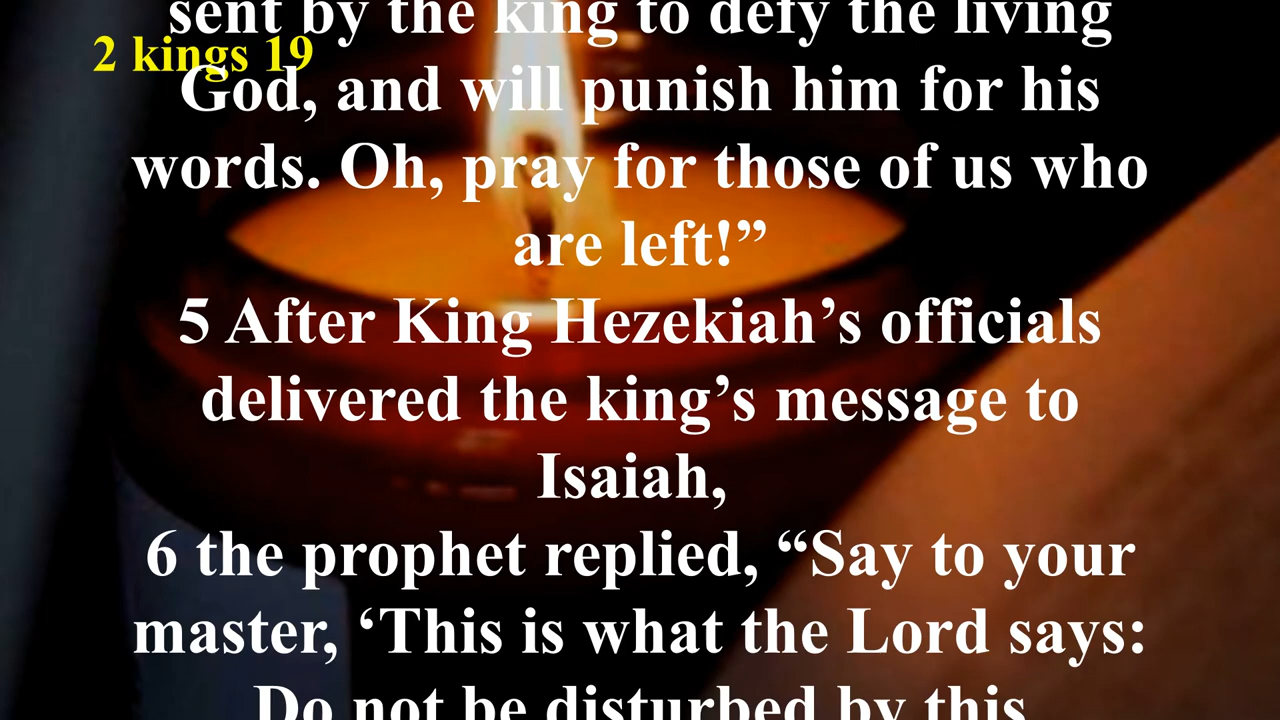 sent by the king to defy the living
2 kings 19
God, and will punish him for his
words. Oh, pray for those of us who
are left!”
5 After King Hezekiah’s officials
delivered the king’s message to
Isaiah,
6 the prophet replied, “Say to your
master, ‘This is what the Lord says:
Do not be disturbed by this